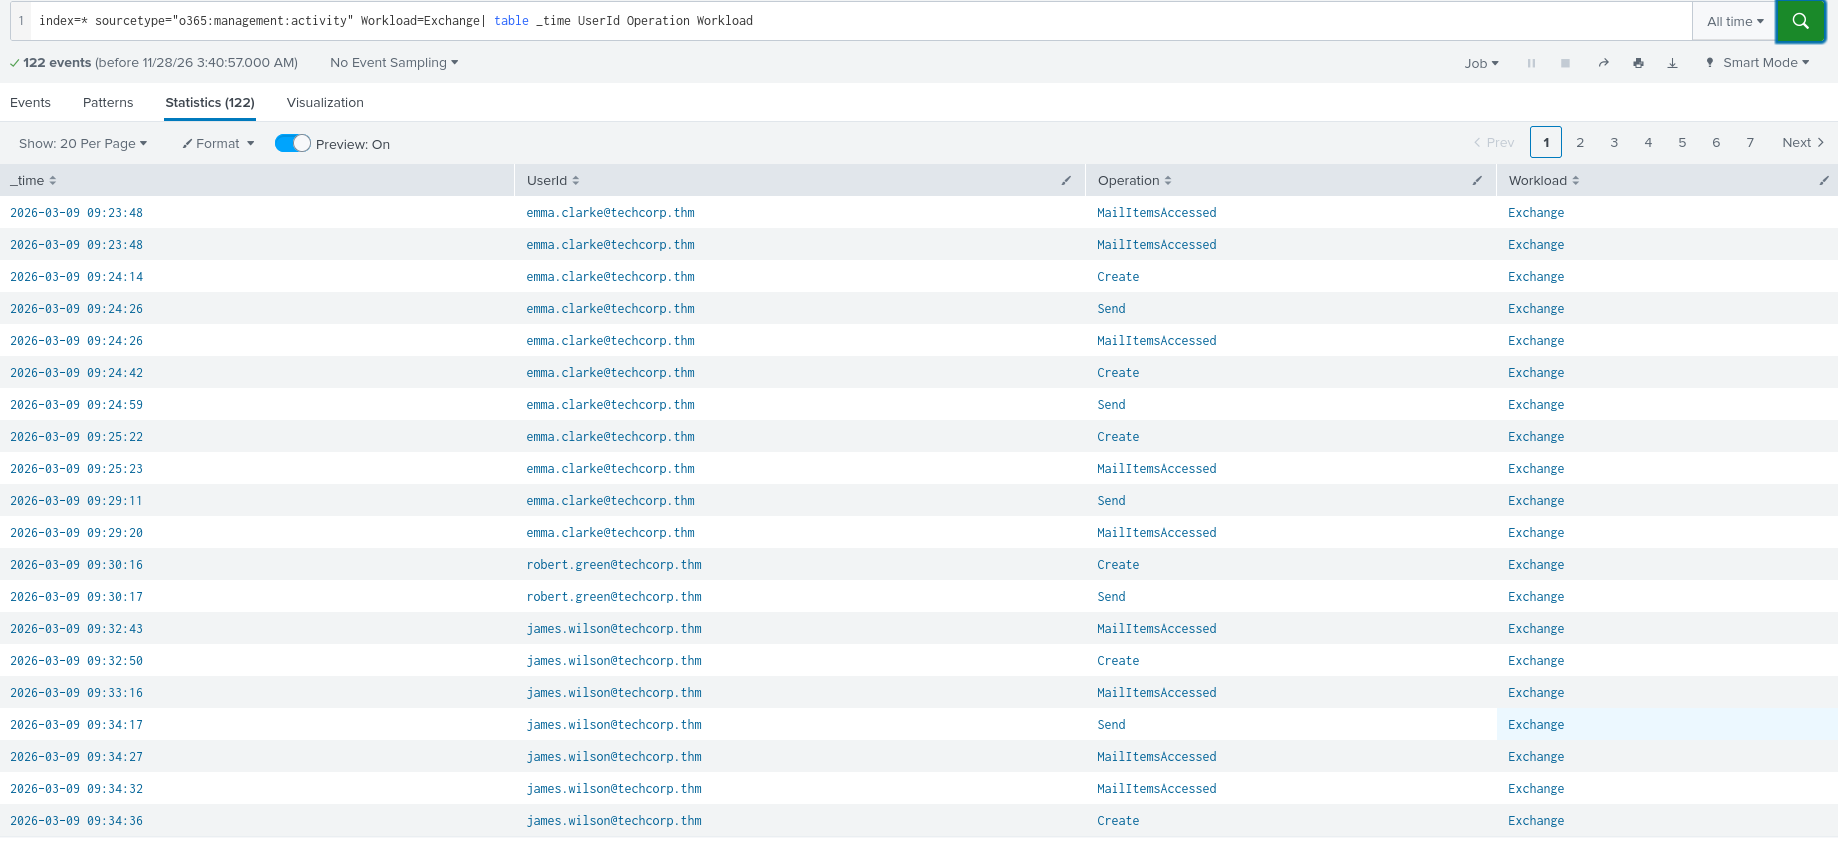 1 index=* sourcetype="o365:management:activity" Workload=Exchange| table _time UserId Operation Workload All time
122 events (before 11/28/26 3:40:57.000 AM) No Event Sampling Job Smart Mode
Events Patterns Statistics (122) Visualization
Show: 20 Per Page Format Preview: On Prev 1 2 3 4 5 6 7 Next
_time UserId Operation Workload
2026-03-09 09:23:48 emma.clarke@techcorp.thm MailItemsAccessed Exchange
2026-03-09 09:23:48 emma.clarke@techcorp.thm MailItemsAccessed Exchange
2026-03-09 09:24:14 emma.clarke@techcorp.thm Create Exchange
2026-03-09 09:24:26 emma.clarke@techcorp.thm Send Exchange
2026-03-09 09:24:26 emma.clarke@techcorp.thm MailItemsAccessed Exchange
2026-03-09 09:24:42 emma.clarke@techcorp.thm Create Exchange
2026-03-09 09:24:59 emma.clarke@techcorp.thm Send Exchange
2026-03-09 09:25:22 emma.clarke@techcorp.thm Create Exchange
2026-03-09 09:25:23 emma.clarke@techcorp.thm MailItemsAccessed Exchange
2026-03-09 09:29:11 emma.clarke@techcorp.thm Send Exchange
2026-03-09 09:29:20 emma.clarke@techcorp.thm MailItemsAccessed Exchange
2026-03-09 09:30:16 robert.green@techcorp.thm Create Exchange
2026-03-09 09:30:17 robert.green@techcorp.thm Send Exchange
2026-03-09 09:32:43 james.wilson@techcorp.thm MailItemsAccessed Exchange
2026-03-09 09:32:50 james.wilson@techcorp.thm Create Exchange
2026-03-09 09:33:16 james.wilson@techcorp.thm MailItemsAccessed Exchange
2026-03-09 09:34:17 james.wilson@techcorp.thm Send Exchange
2026-03-09 09:34:27 james.wilson@techcorp.thm MailItemsAccessed Exchange
2026-03-09 09:34:32 james.wilson@techcorp.thm MailItemsAccessed Exchange
2026-03-09 09:34:36 james.wilson@techcorp.thm Create Exchange